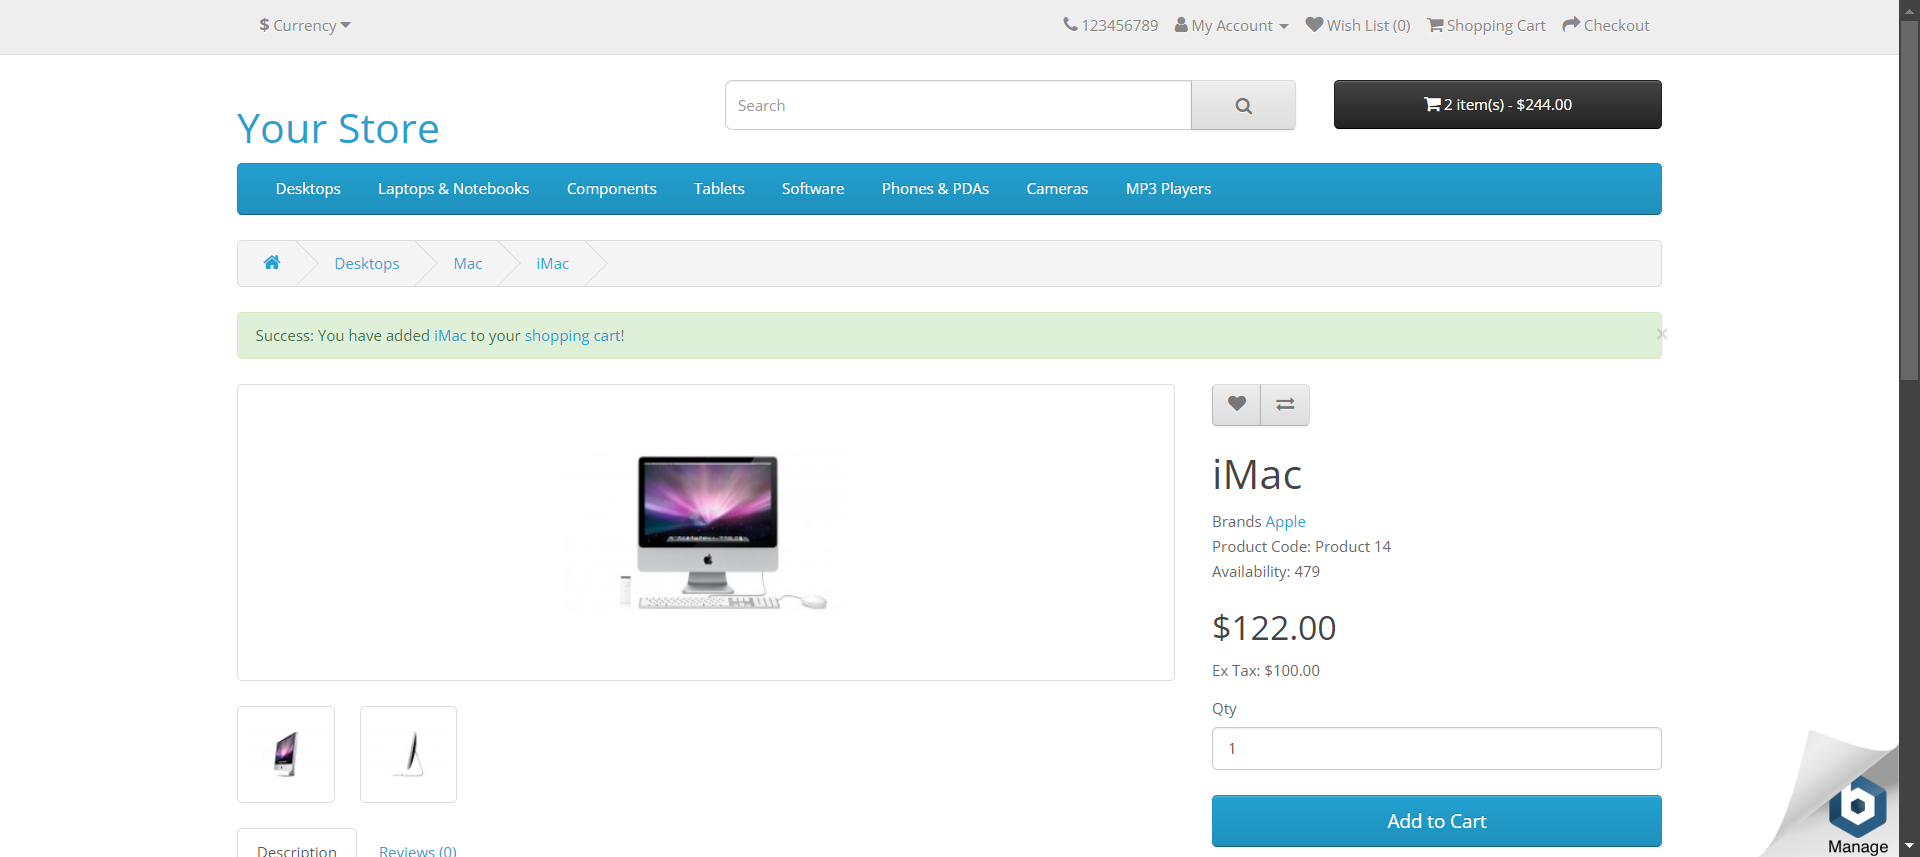 $ Currency
123456789 My Account Wish List (0) Shopping Cart Checkout
Your Store
Search
2 item(s) - $244.00
Desktops Laptops & Notebooks Components Tablets Software Phones & PDAs Cameras MP3 Players
Desktops Mac iMac
Success: You have added iMac to your shopping cart!
×
iMac
Brands Apple
Product Code: Product 14
Availability: 479
$122.00
Ex Tax: $100.00
Qty
1
Add to Cart
Description Reviews (0)
b
Manage